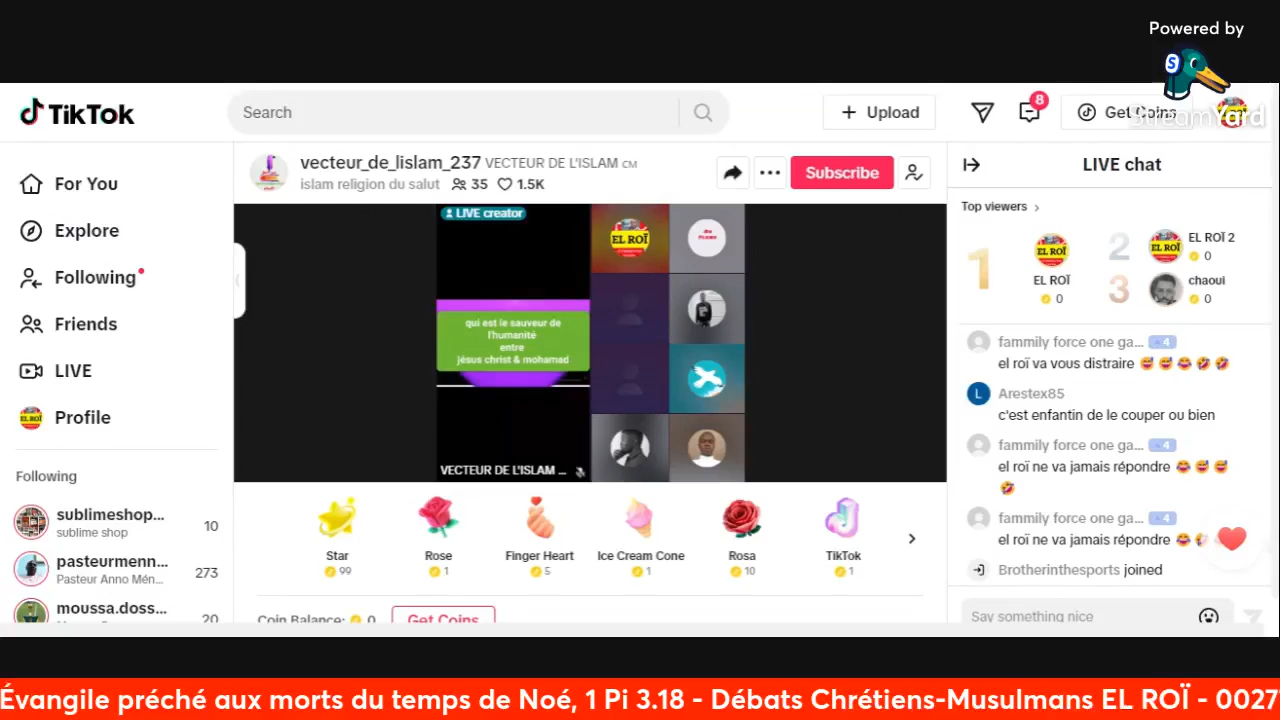 Powered by
StreamYard
TikTok
Search
Upload
8
Get Coins
For You
Explore
Following
Friends
LIVE
Profile
Following
sublimeshop...
sublime shop
10
pasteurmenn...
Pasteur Anno Mén...
273
moussa.doss...
20
vecteur_de_lislam_237 VECTEUR DE L'ISLAM CM
islam religion du salut 35 1.5K
Subscribe
LIVE creator
qui est le sauveur de
l'humanité
entre
jésus christ & mohamad
VECTEUR DE L'ISLAM ...
EL ROÏ
Star
99
Rose
1
Finger Heart
5
Ice Cream Cone
1
Rosa
10
TikTok
1
Coin Balance: 0
Get Coins
LIVE chat
Top viewers
1
EL ROÏ
0
2
EL ROÏ 2
0
3
chaoui
0
fammily force one ga... 4
el roï va vous distraire
L
Arestex85
c'est enfantin de le couper ou bien
fammily force one ga... 4
el roï ne va jamais répondre
fammily force one ga... 4
el roï ne va jamais répondre
Brotherinthesports joined
Say something nice
Évangile préché aux morts du temps de Noé, 1 Pi 3.18 - Débats Chrétiens-Musulmans EL ROÏ - 0027